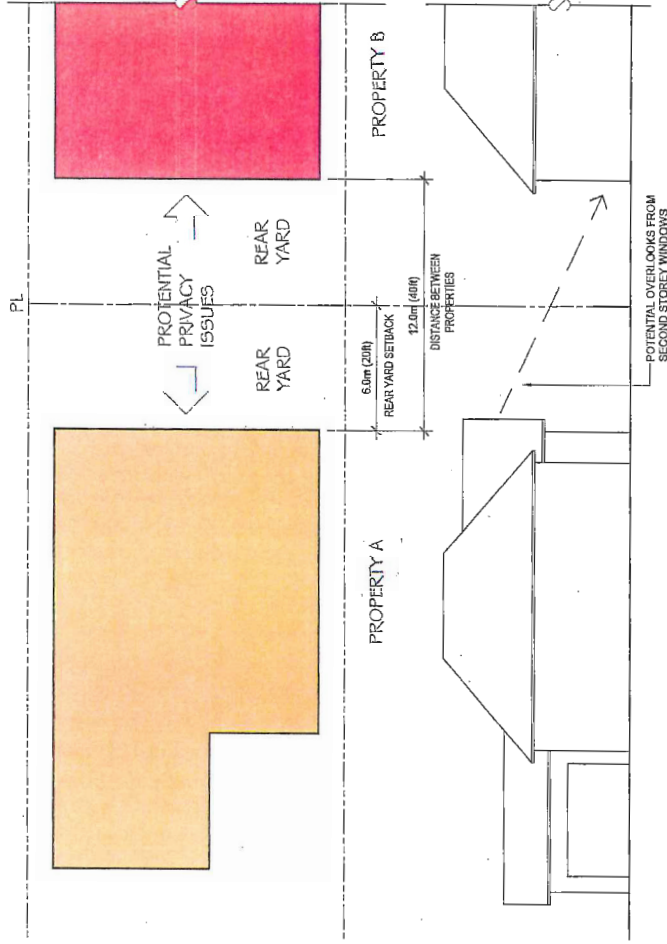 PL
PROTENTIAL
PRIVACY
ISSUES
REAR
YARD
REAR
YARD
6.0m (20ft)
REAR YARD SETBACK
12.0m (40ft)
DISTANCE BETWEEN
PROPERTIES
PROPERTY A
PROPERTY B
POTENTIAL OVERLOOKS FROM
SECOND STOREY WINDOWS